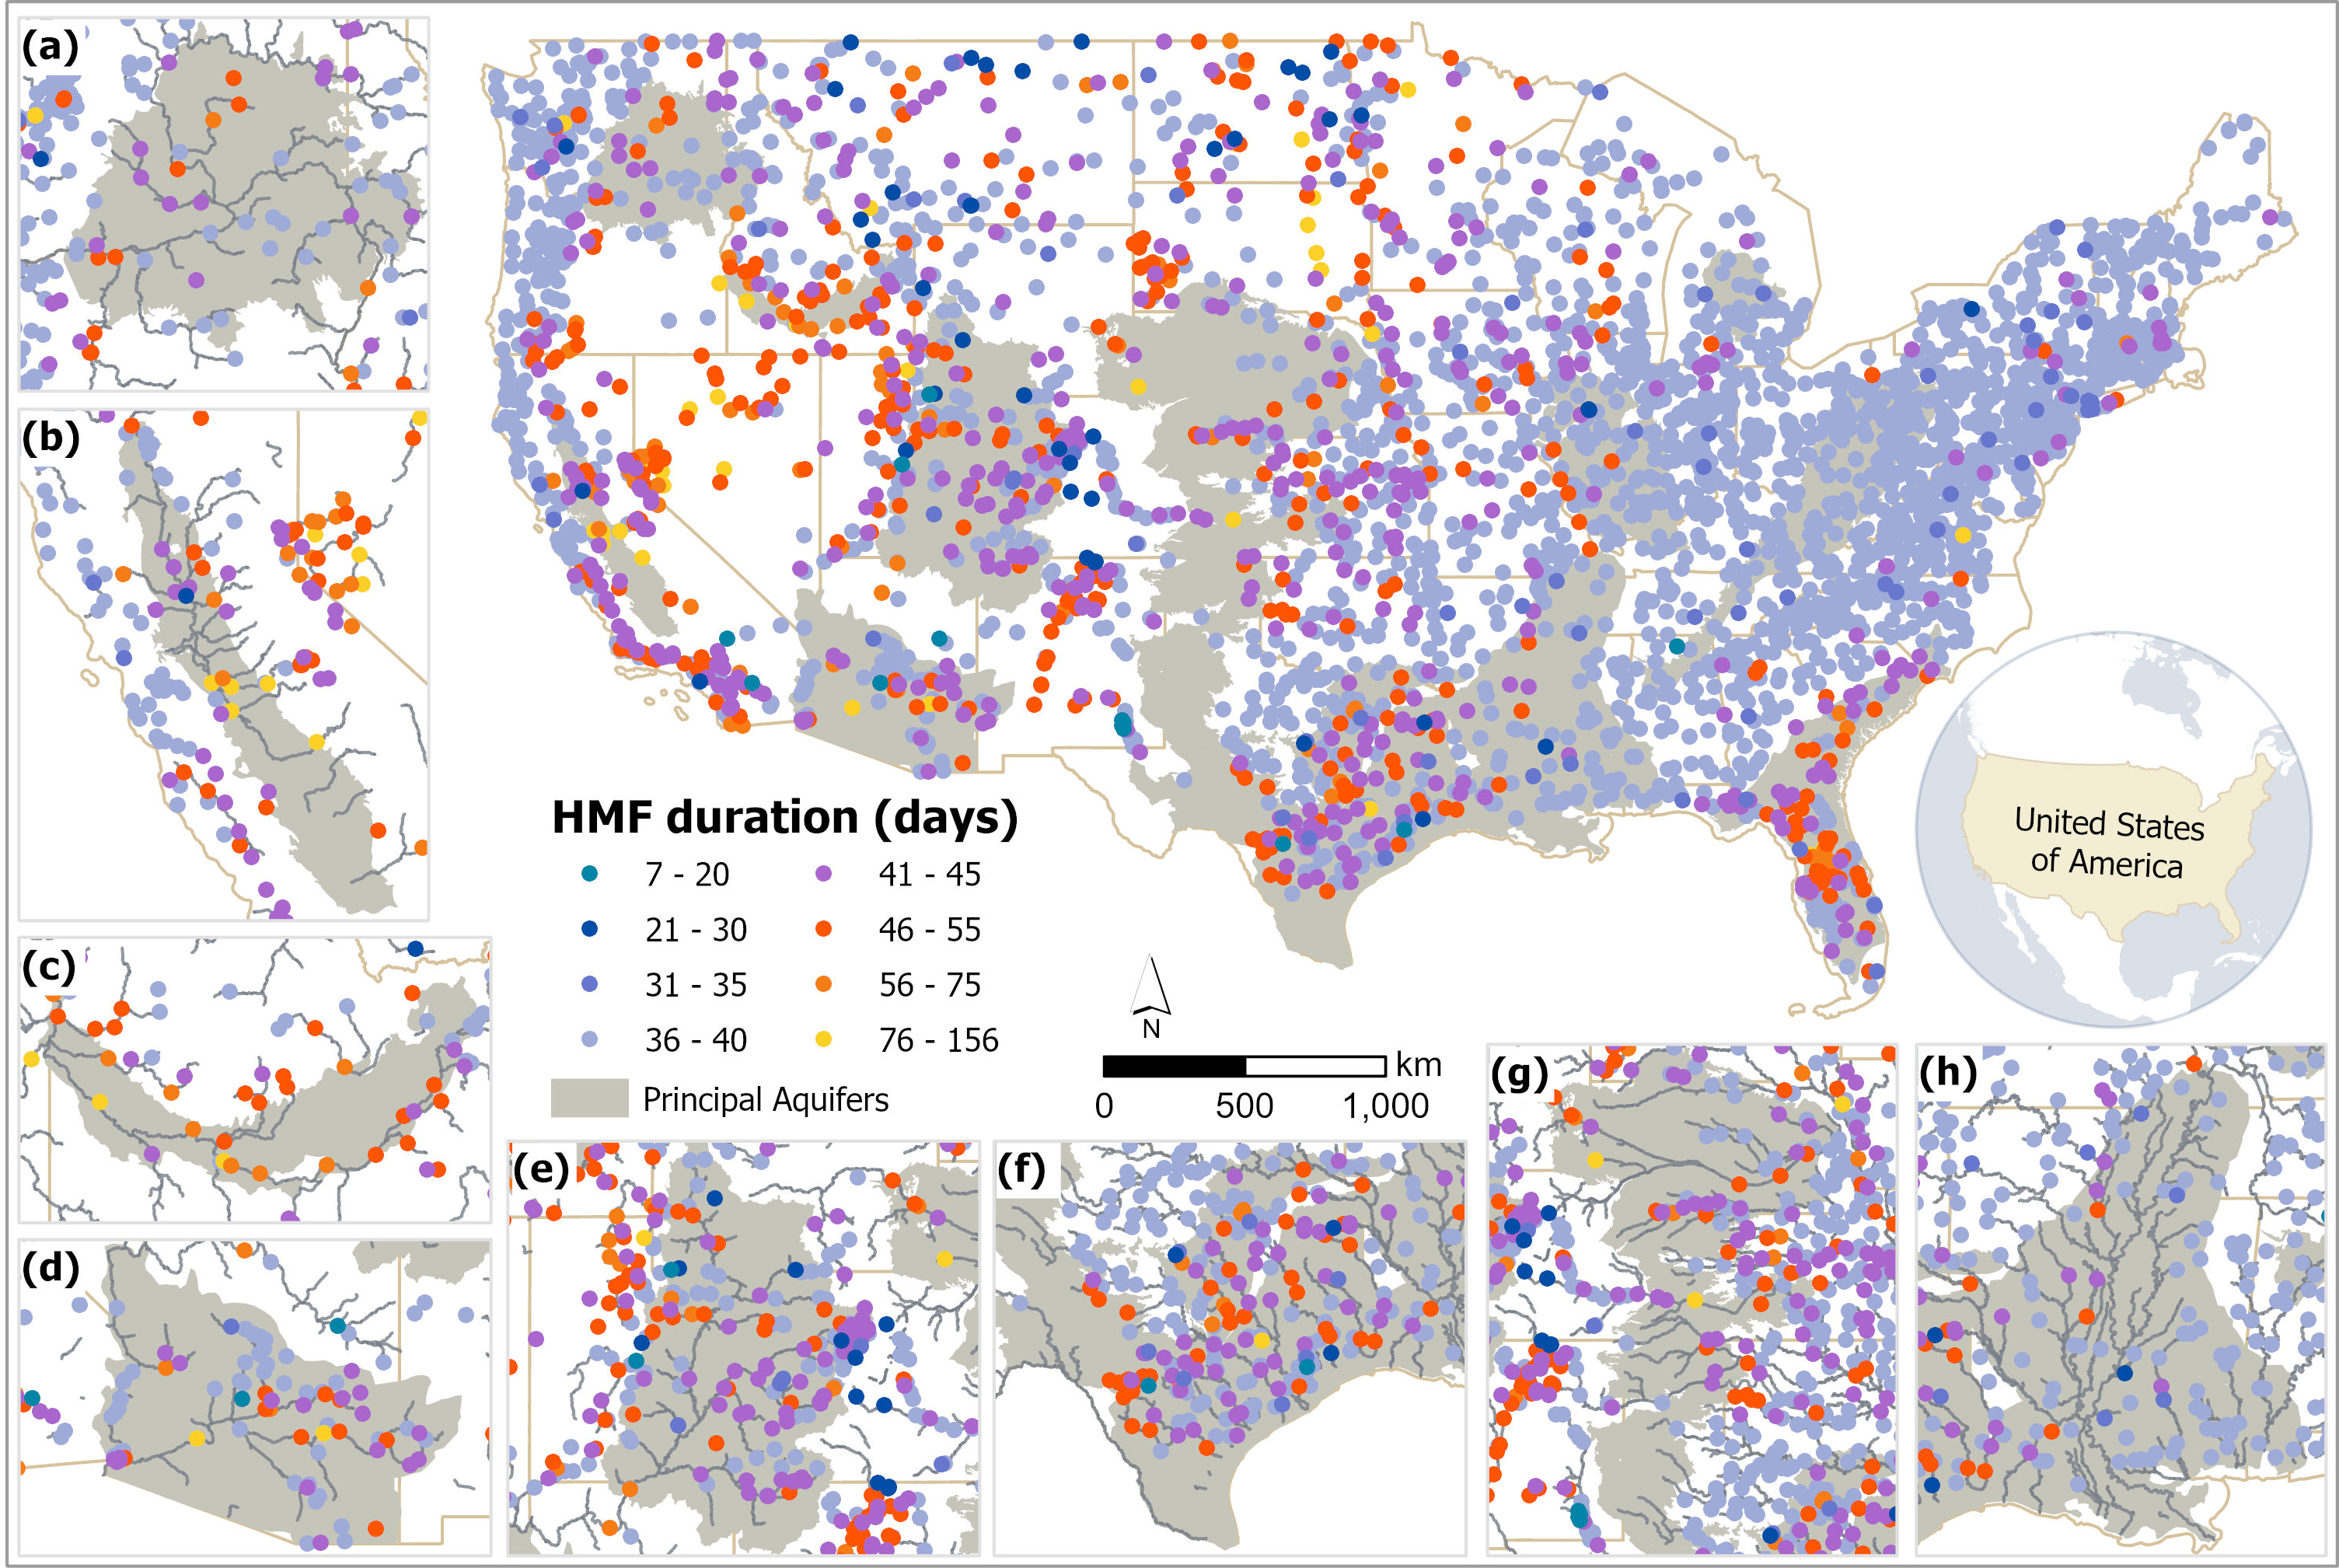 (a)
(b)
(c)
(d)
(e)
(f)
(g)
(h)
HMF duration (days)
7 - 20
21 - 30
31 - 35
36 - 40
41 - 45
46 - 55
56 - 75
76 - 156
Principal Aquifers
N
km
0 500 1,000
United States
of America